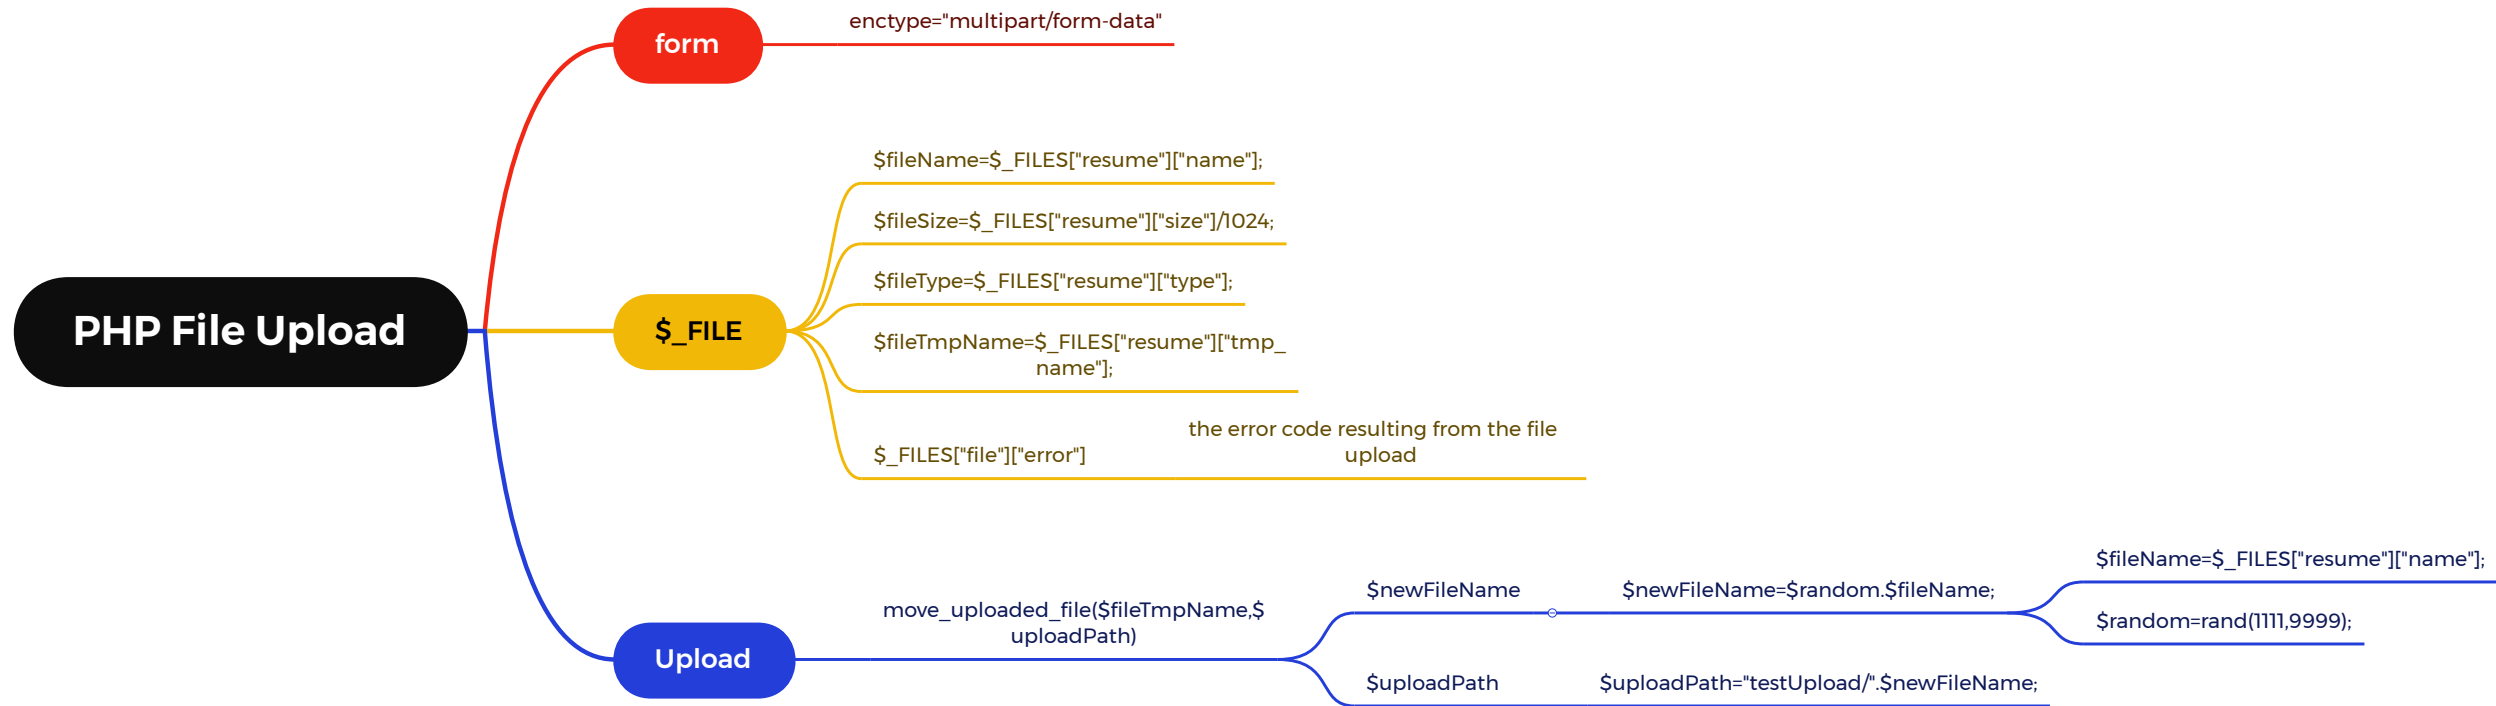 PHP File Upload
form
enctype="multipart/form-data"
$_FILE
$fileName=$_FILES["resume"]["name"];
$fileSize=$_FILES["resume"]["size"]/1024;
$fileType=$_FILES["resume"]["type"];
$fileTmpName=$_FILES["resume"]["tmp_
name"];
$_FILES["file"]["error"]
the error code resulting from the file
upload
Upload
move_uploaded_file($fileTmpName,$
uploadPath)
$newFileName
$newFileName=$random.$fileName;
$fileName=$_FILES["resume"]["name"];
$random=rand(1111,9999);
$uploadPath
$uploadPath="testUpload/".$newFileName;